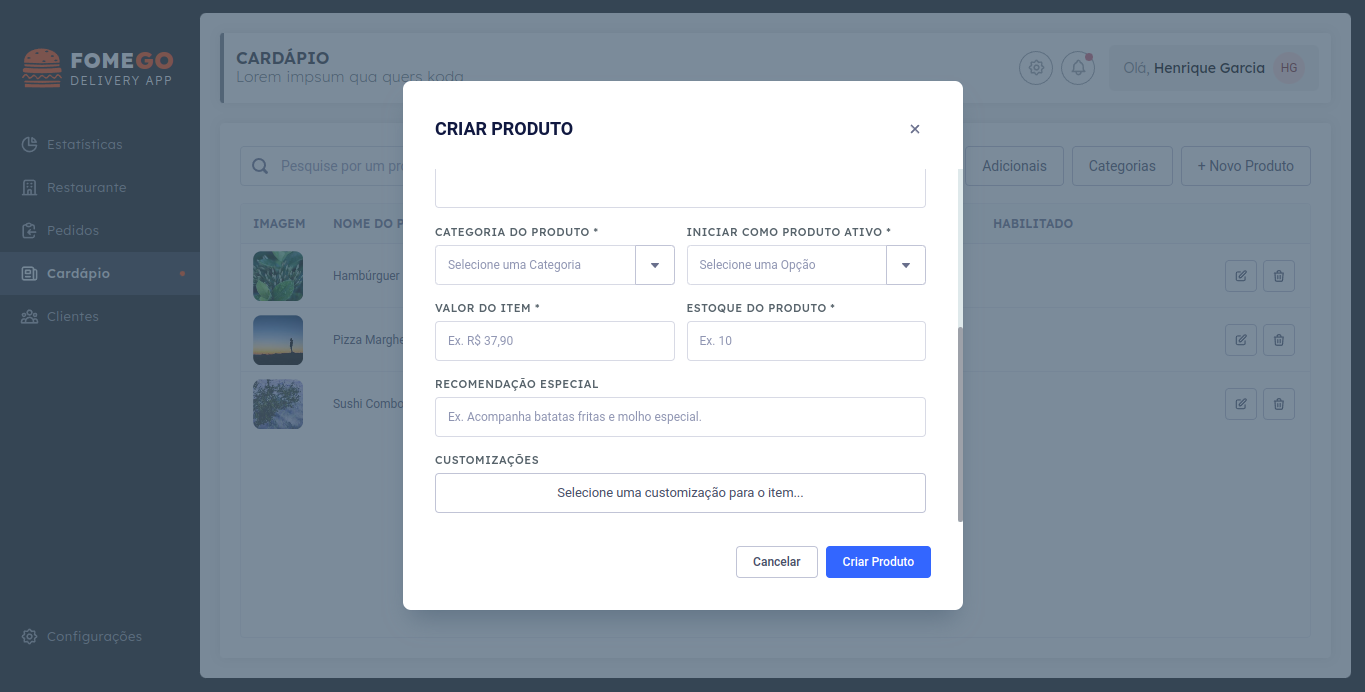 FOMEGO
DELIVERY APP
Estatísticas
Restaurante
Pedidos
Cardápio
Clientes
Configurações
CARDÁPIO
Lorem impsum qua quers koda
Olá, Henrique Garcia HG
Pesquise por um pr
Adicionais
Categorias
+ Novo Produto
IMAGEM NOME DO P HABILITADO
Hambúrguer
Pizza Marghe
Sushi Combo
CRIAR PRODUTO
CATEGORIA DO PRODUTO * INICIAR COMO PRODUTO ATIVO *
Selecione uma Categoria Selecione uma Opção
VALOR DO ITEM * ESTOQUE DO PRODUTO *
Ex. R$ 37,90 Ex. 10
RECOMENDAÇÃO ESPECIAL
Ex. Acompanha batatas fritas e molho especial.
CUSTOMIZAÇÕES
Selecione uma customização para o item...
Cancelar Criar Produto